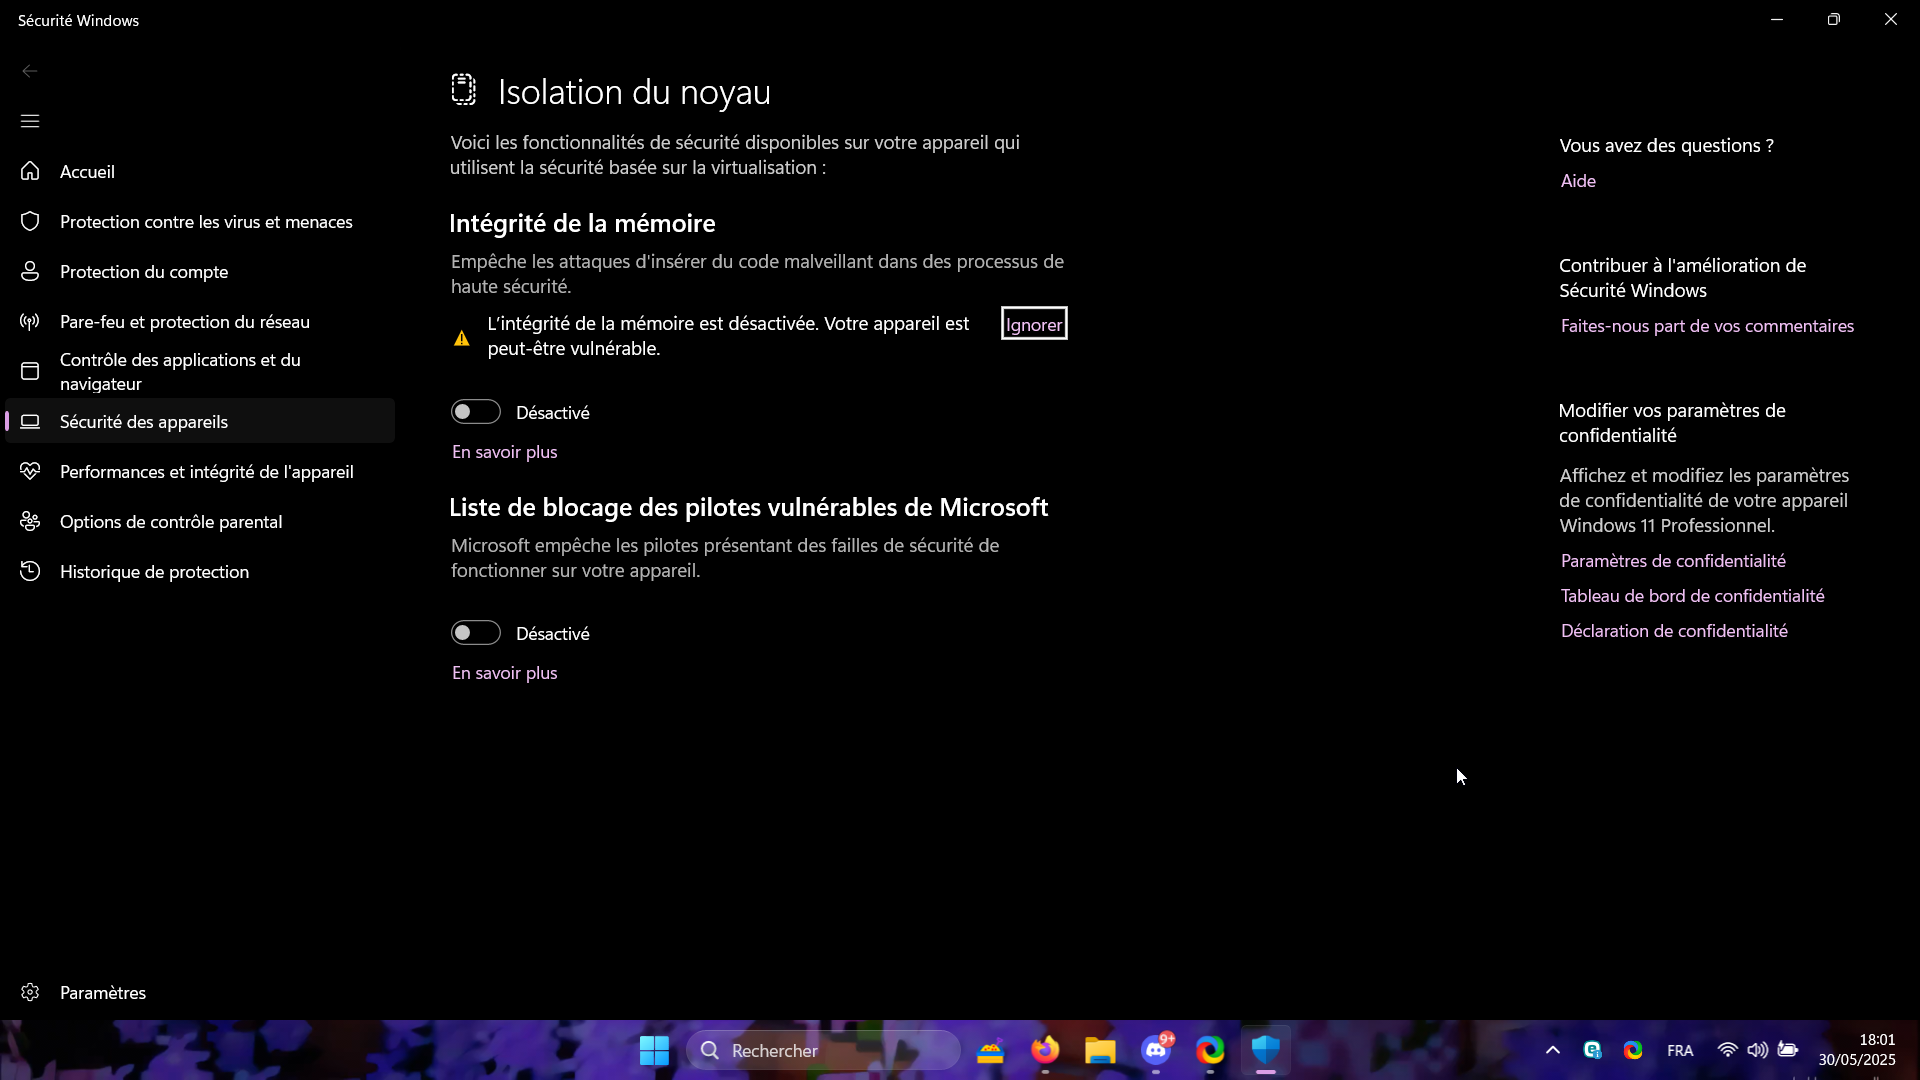 Sécurité Windows
Accueil
Protection contre les virus et menaces
Protection du compte
Pare-feu et protection du réseau
Contrôle des applications et du
navigateur
Sécurité des appareils
Performances et intégrité de l'appareil
Options de contrôle parental
Historique de protection
Paramètres
Isolation du noyau
Voici les fonctionnalités de sécurité disponibles sur votre appareil qui
utilisent la sécurité basée sur la virtualisation :
Intégrité de la mémoire
Empêche les attaques d'insérer du code malveillant dans des processus de
haute sécurité.
L'intégrité de la mémoire est désactivée. Votre appareil est
peut-être vulnérable.
Ignorer
Désactivé
En savoir plus
Liste de blocage des pilotes vulnérables de Microsoft
Microsoft empêche les pilotes présentant des failles de sécurité de
fonctionner sur votre appareil.
Désactivé
En savoir plus
Vous avez des questions ?
Aide
Contribuer à l'amélioration de
Sécurité Windows
Faites-nous part de vos commentaires
Modifier vos paramètres de
confidentialité
Affichez et modifiez les paramètres
de confidentialité de votre appareil
Windows 11 Professionnel.
Paramètres de confidentialité
Tableau de bord de confidentialité
Déclaration de confidentialité
Rechercher
9+
FRA
18:01
30/05/2025